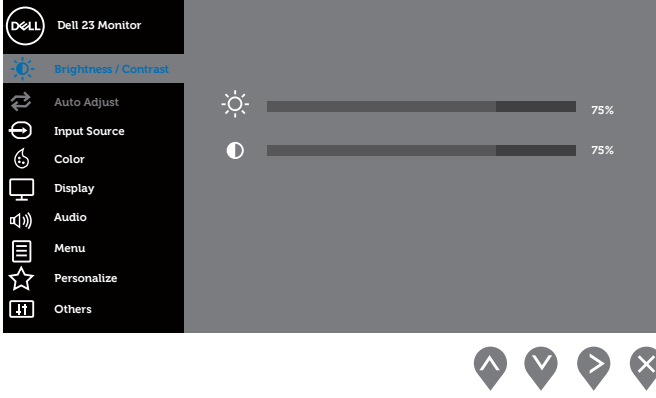 DELL Dell 23 Monitor
Brightness / Contrast
Auto Adjust
75%
Input Source
Color
75%
Display
Audio
Menu
Personalize
Others